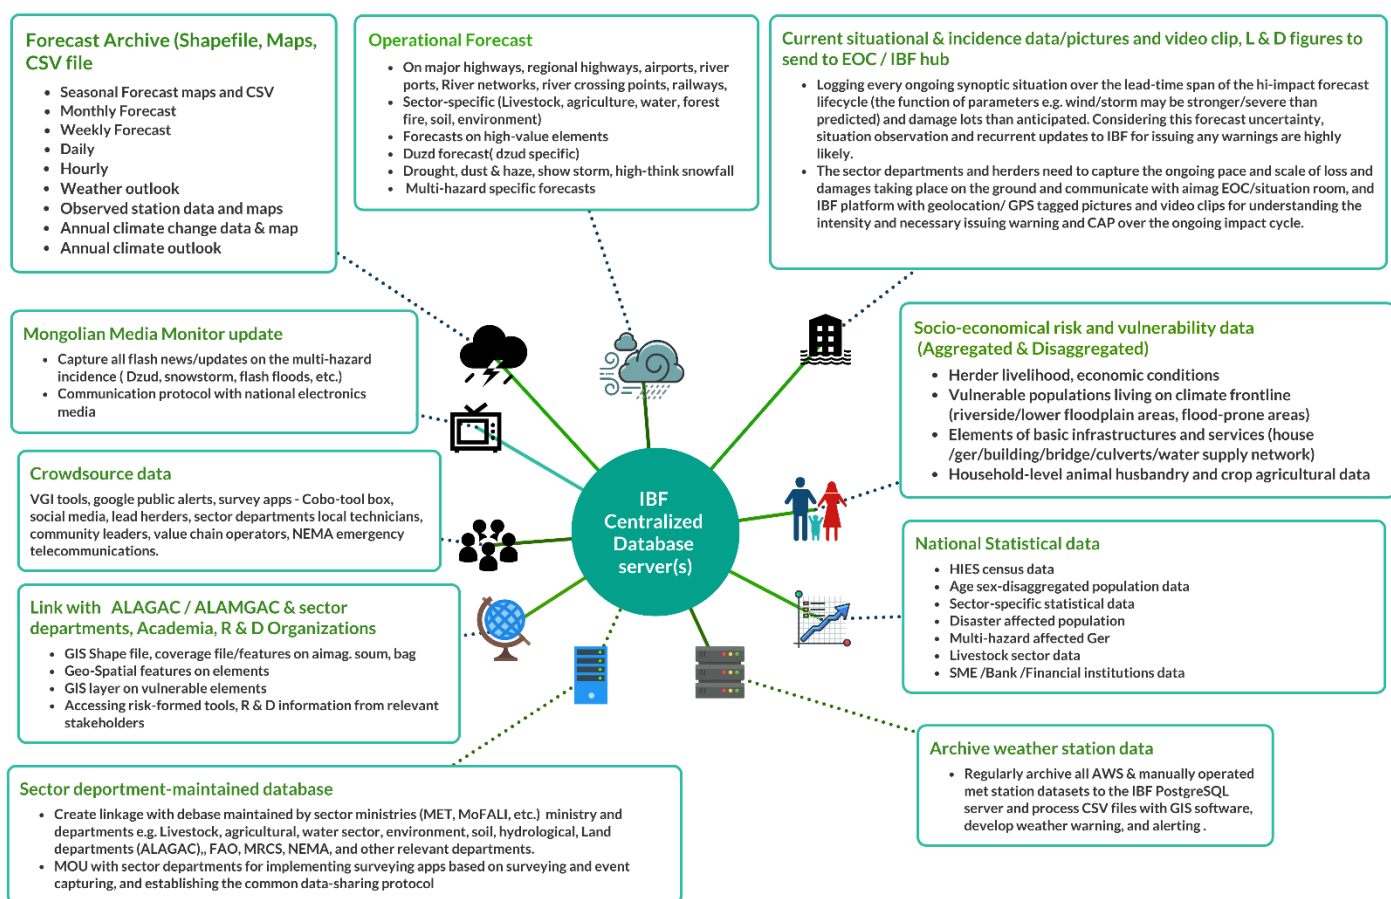 Forecast Archive (Shapefile, Maps,
CSV file
• Seasonal Forecast maps and CSV
• Monthly Forecast
• Weekly Forecast
• Daily
• Hourly
• Weather outlook
• Observed station data and maps
• Annual climate change data & map
• Annual climate outlook
Operational Forecast
• On major highways, regional highways, airports, river
ports, River networks, river crossing points, railways,
• Sector-specific (Livestock, agriculture, water, forest
fire, soil, environment)
• Forecasts on high-value elements
• Duzd forecast( dzud specific)
• Drought, dust & haze, show storm, high-think snowfall
• Multi-hazard specific forecasts
Current situational & incidence data/pictures and video clip, L & D figures to
send to EOC / IBF hub
• Logging every ongoing synoptic situation over the lead-time span of the hi-impact forecast
lifecycle (the function of parameters e.g. wind/storm may be stronger/severe than
predicted) and damage lots than anticipated. Considering this forecast uncertainty,
situation observation and recurrent updates to IBF for issuing any warnings are highly
likely.
• The sector departments and herders need to capture the ongoing pace and scale of loss and
damages taking place on the ground and communicate with aimag EOC/situation room, and
IBF platform with geolocation/ GPS tagged pictures and video clips for understanding the
intensity and necessary issuing warning and CAP over the ongoing impact cycle.
Mongolian Media Monitor update
• Capture all flash news/updates on the multi-hazard
incidence ( Dzud, snowstorm, flash floods, etc.)
• Communication protocol with national electronics
media
Socio-economical risk and vulnerability data
(Aggregated & Disaggregated)
• Herder livelihood, economic conditions
• Vulnerable populations living on climate frontline
(riverside/lower floodplain areas, flood-prone areas)
• Elements of basic infrastructures and services (house
/ger/building/bridge/culverts/water supply network)
• Household-level animal husbandry and crop agricultural data
Crowdsource data
VGI tools, google public alerts, survey apps - Cobo-tool box,
social media, lead herders, sector departments local technicians,
community leaders, value chain operators, NEMA emergency
telecommunications.
IBF
Centralized
Database
server(s)
National Statistical data
• HIES census data
• Age sex-disaggregated population data
• Sector-specific statistical data
• Disaster affected population
• Multi-hazard affected Ger
• Livestock sector data
• SME /Bank /Financial institutions data
Link with ALAGAC / ALAMGAC & sector
departments, Academia, R & D Organizations
• GIS Shape file, coverage file/features on aimag. soum, bag
• Geo-Spatial features on elements
• GIS layer on vulnerable elements
• Accessing risk-formed tools, R & D information from relevant
stakeholders
Archive weather station data
• Regularly archive all AWS & manually operated
met station datasets to the IBF PostgreSQL
server and process CSV files with GIS software,
develop weather warning, and alerting .
Sector deportment-maintained database
• Create linkage with debase maintained by sector ministries (MET, MoFALI, etc.) ministry and
departments e.g. Livestock, agricultural, water sector, environment, soil, hydrological, Land
departments (ALAGAC),, FAO, MRCS, NEMA, and other relevant departments.
• MOU with sector departments for implementing surveying apps based on surveying and event
capturing, and establishing the common data-sharing protocol